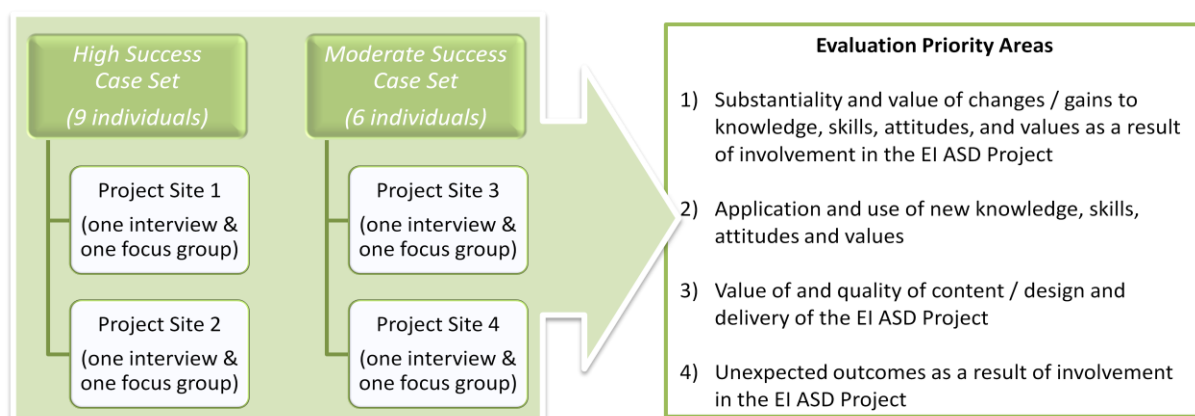 High Success
Case Set
(9 individuals)
Project Site 1
(one interview &
one focus group)
Project Site 2
(one interview &
one focus group)
Moderate Success
Case Set
(6 individuals)
Project Site 3
(one interview &
one focus group)
Project Site 4
(one interview &
one focus group)
Evaluation Priority Areas
1) Substantiality and value of changes / gains to
knowledge, skills, attitudes, and values as a result
of involvement in the EI ASD Project
2) Application and use of new knowledge, skills,
attitudes and values
3) Value of and quality of content / design and
delivery of the EI ASD Project
4) Unexpected outcomes as a result of involvement
in the EI ASD Project